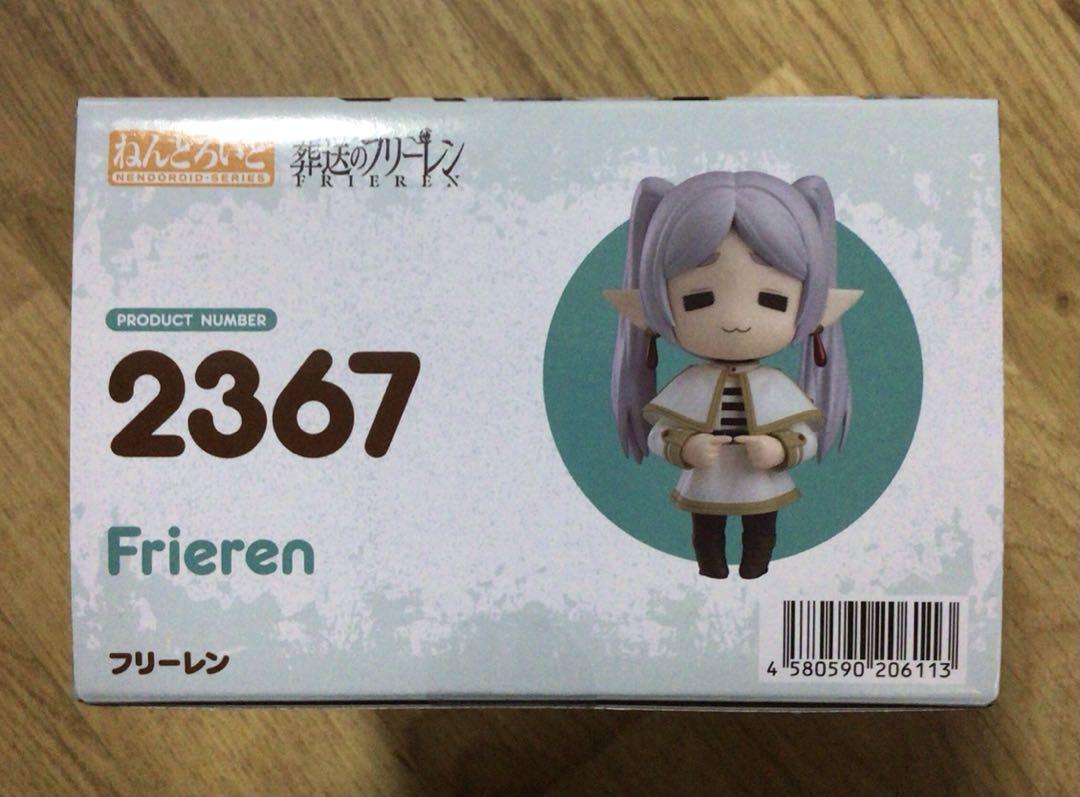 ねんどろいど
NENDOROID-SERIES
葬送のフリーレン
FRIEREN
PRODUCT NUMBER
2367
Frieren
フリーレン
4 580590 206113